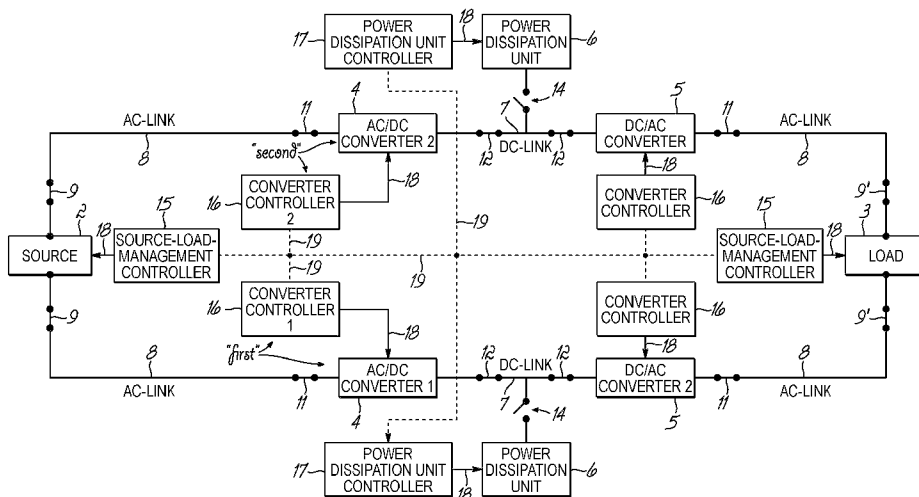 17
POWER
DISSIPATION UNIT
CONTROLLER
18
POWER
DISSIPATION
UNIT
6
4
14
5
AC-LINK
8
11
AC/DC
CONVERTER 2
12
7
DC-LINK
12
DC/AC
CONVERTER
11
AC-LINK
8
"second"
18
18
9
2
15
16
CONVERTER
CONTROLLER
2
19
CONVERTER
CONTROLLER
16
15
3
9'
SOURCE
18
SOURCE-LOAD-
MANAGEMENT
CONTROLLER
19
19
19
SOURCE-LOAD-
MANAGEMENT
CONTROLLER
18
LOAD
9
16
CONVERTER
CONTROLLER
1
18
CONVERTER
CONTROLLER
16
9'
"first"
18
8
AC-LINK
11
AC/DC
CONVERTER 1
4
12
DC-LINK
7
12
DC/AC
CONVERTER 2
5
11
8
AC-LINK
14
17
POWER
DISSIPATION UNIT
CONTROLLER
18
POWER
DISSIPATION
UNIT
6